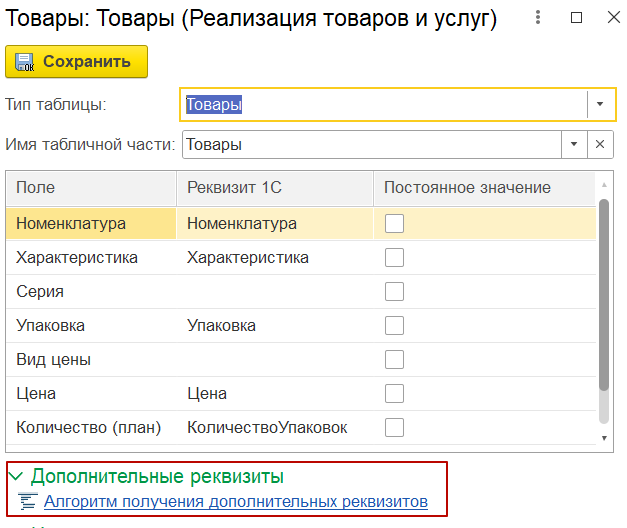 Товары: Товары (Реализация товаров и услуг)
Сохранить
Тип таблицы: Товары
Имя табличной части: Товары
Поле Реквизит 1С Постоянное значение
Номенклатура Номенклатура
Характеристика Характеристика
Серия
Упаковка Упаковка
Вид цены
Цена Цена
Количество (план) КоличествоУпаковок
Дополнительные реквизиты
Алгоритм получения дополнительных реквизитов